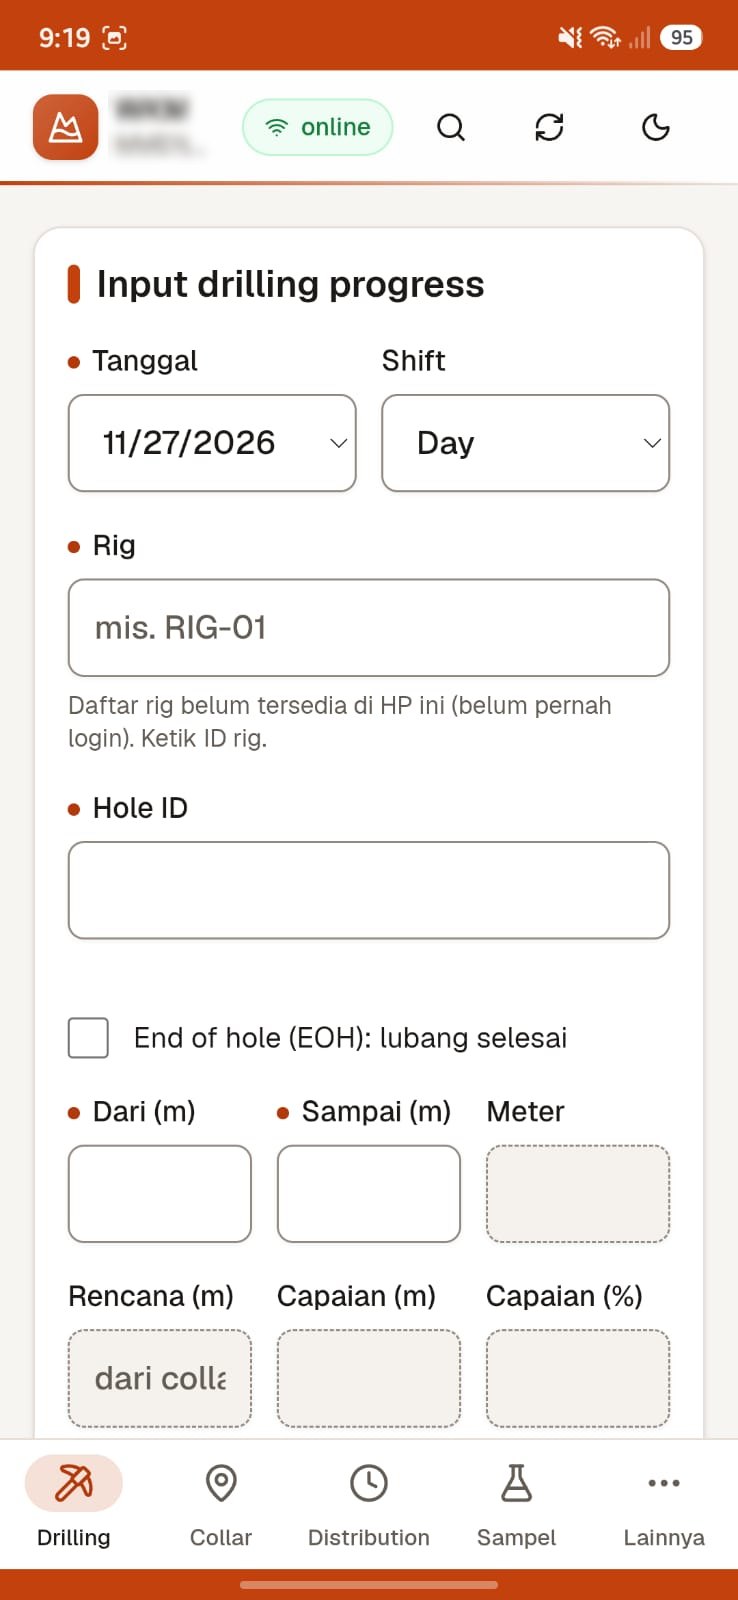 9:19
95
online
Input drilling progress
Tanggal
Shift
11/27/2026
Day
Rig
mis. RIG-01
Daftar rig belum tersedia di HP ini (belum pernah
login). Ketik ID rig.
Hole ID
End of hole (EOH): lubang selesai
Dari (m)
Sampai (m)
Meter
Rencana (m)
Capaian (m)
Capaian (%)
dari colla
Drilling
Collar
Distribution
Sampel
Lainnya